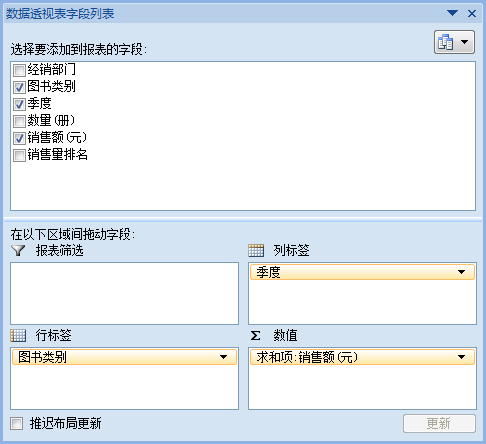 数据透视表字段列表
选择要添加到报表的字段:
经销部门
图书类别
季度
数量(册)
销售额(元)
销售量排名
在以下区域间拖动字段:
报表筛选
列标签
季度
行标签
Σ 数值
图书类别
求和项:销售额(元)
推迟布局更新
更新